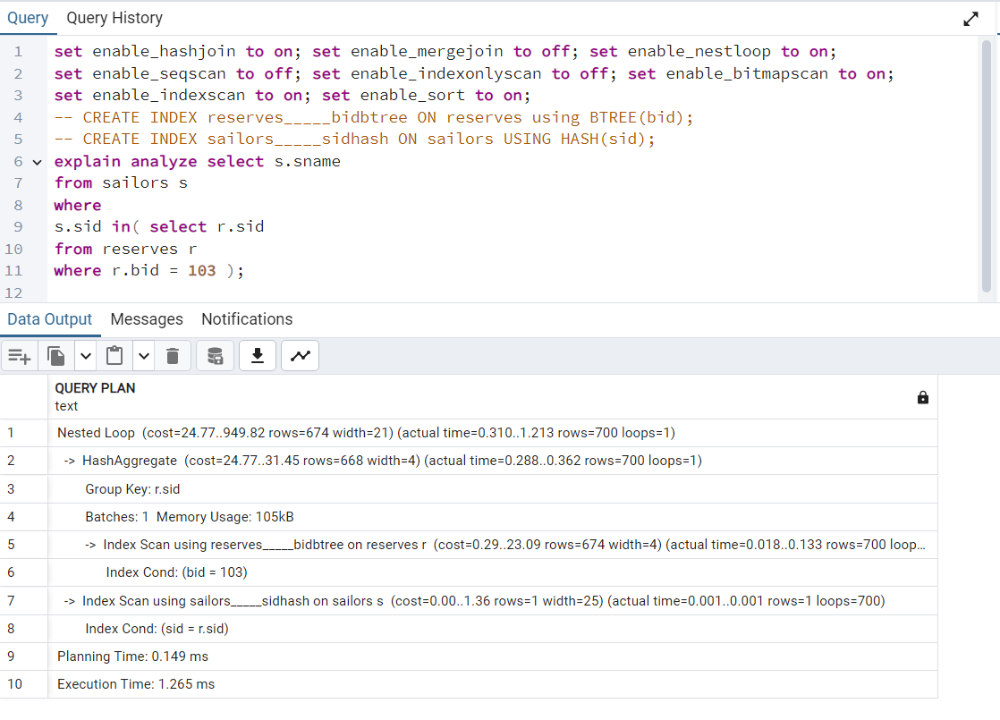 Query Query History
1 set enable_hashjoin to on; set enable_mergejoin to off; set enable_nestloop to on;
2 set enable_seqscan to off; set enable_indexonlyscan to off; set enable_bitmapscan to on;
3 set enable_indexscan to on; set enable_sort to on;
4 -- CREATE INDEX reserves_____bidbtree ON reserves using BTREE(bid);
5 -- CREATE INDEX sailors_____sidhash ON sailors USING HASH(sid);
6 explain analyze select s.sname
7 from sailors s
8 where
9 s.sid in( select r.sid
10 from reserves r
11 where r.bid = 103 );
12
Data Output Messages Notifications
QUERY PLAN
text
1 Nested Loop (cost=24.77..949.82 rows=674 width=21) (actual time=0.310..1.213 rows=700 loops=1)
2 -> HashAggregate (cost=24.77..31.45 rows=668 width=4) (actual time=0.288..0.362 rows=700 loops=1)
3 Group Key: r.sid
4 Batches: 1 Memory Usage: 105kB
5 -> Index Scan using reserves_____bidbtree on reserves r (cost=0.29..23.09 rows=674 width=4) (actual time=0.018..0.133 rows=700 loop...
6 Index Cond: (bid = 103)
7 -> Index Scan using sailors_____sidhash on sailors s (cost=0.00..1.36 rows=1 width=25) (actual time=0.001..0.001 rows=1 loops=700)
8 Index Cond: (sid = r.sid)
9 Planning Time: 0.149 ms
10 Execution Time: 1.265 ms